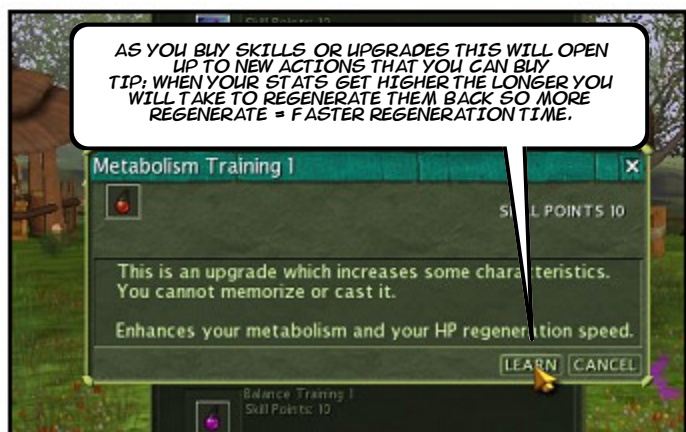 Skill Points: 12
AS YOU BUY SKILLS OR UPGRADES THIS WILL OPEN
UP TO NEW ACTIONS THAT YOU CAN BUY
TIP: WHEN YOUR STATS GET HIGHER THE LONGER YOU
WILL TAKE TO REGENERATE THEM BACK SO MORE
REGENERATE = FASTER REGENERATION TIME.
Metabolism Training 1
X
SKILL POINTS 10
This is an upgrade which increases some characteristics.
You cannot memorize or cast it.
Enhances your metabolism and your HP regeneration speed.
LEARN CANCEL
Balance Training 1
Skill Points: 10